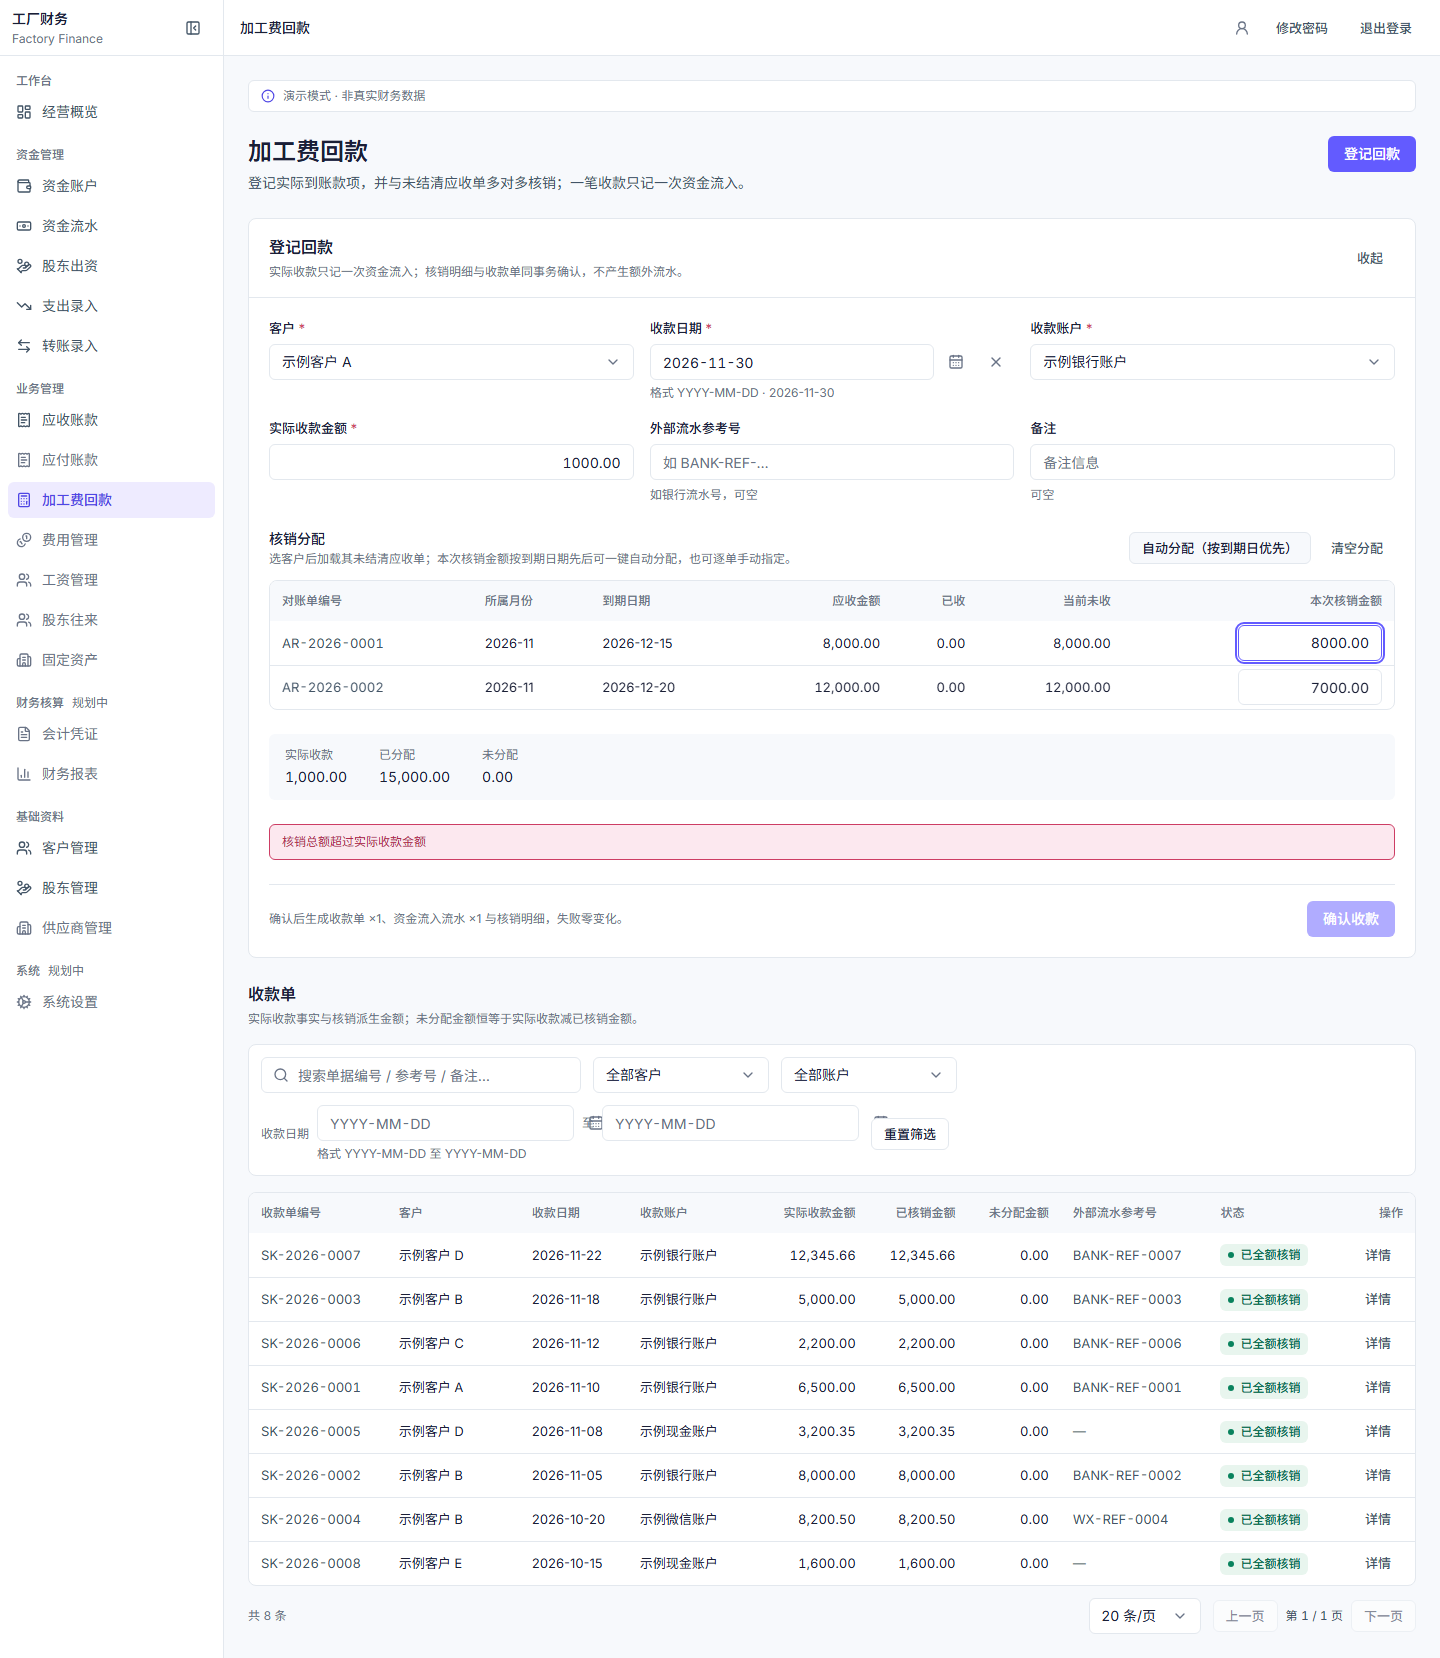 工厂财务
Factory Finance
工作台
经营概览
资金管理
资金账户
资金流水
股东出资
支出录入
转账录入
业务管理
应收账款
应付账款
加工费回款
费用管理
工资管理
股东往来
固定资产
财务核算 规划中
会计凭证
财务报表
基础资料
客户管理
股东管理
供应商管理
系统 规划中
系统设置
加工费回款 修改密码 退出登录
演示模式 · 非真实财务数据
加工费回款
登记回款
登记实际到账款项，并与未结清应收单多对多核销；一笔收款只记一次资金流入。
登记回款
实际收款只记一次资金流入；核销明细与收款单同事务确认，不产生额外流水。
收起
客户 * 收款日期 * 收款账户 *
示例客户 A 2026-11-30 示例银行账户
格式 YYYY-MM-DD · 2026-11-30
实际收款金额 * 外部流水参考号 备注
1000.00 如 BANK-REF-... 备注信息
如银行流水号，可空 可空
核销分配
选客户后加载其未结清应收单；本次核销金额按到期日期先后可一键自动分配，也可逐单手动指定。
自动分配（按到期日优先） 清空分配
对账单编号 所属月份 到期日期 应收金额 已收 当前未收 本次核销金额
AR-2026-0001 2026-11 2026-12-15 8,000.00 0.00 8,000.00 8000.00
AR-2026-0002 2026-11 2026-12-20 12,000.00 0.00 12,000.00 7000.00
实际收款 已分配 未分配
1,000.00 15,000.00 0.00
核销总额超过实际收款金额
确认后生成收款单 ×1、资金流入流水 ×1 与核销明细，失败零变化。
确认收款
收款单
实际收款事实与核销派生金额；未分配金额恒等于实际收款减已核销金额。
搜索单据编号 / 参考号 / 备注... 全部客户 全部账户
收款日期 YYYY-MM-DD YYYY-MM-DD 重置筛选
格式 YYYY-MM-DD 至 YYYY-MM-DD
收款单编号 客户 收款日期 收款账户 实际收款金额 已核销金额 未分配金额 外部流水参考号 状态 操作
SK-2026-0007 示例客户 D 2026-11-22 示例银行账户 12,345.66 12,345.66 0.00 BANK-REF-0007 已全额核销 详情
SK-2026-0003 示例客户 B 2026-11-18 示例银行账户 5,000.00 5,000.00 0.00 BANK-REF-0003 已全额核销 详情
SK-2026-0006 示例客户 C 2026-11-12 示例银行账户 2,200.00 2,200.00 0.00 BANK-REF-0006 已全额核销 详情
SK-2026-0001 示例客户 A 2026-11-10 示例银行账户 6,500.00 6,500.00 0.00 BANK-REF-0001 已全额核销 详情
SK-2026-0005 示例客户 D 2026-11-08 示例现金账户 3,200.35 3,200.35 0.00 — 已全额核销 详情
SK-2026-0002 示例客户 B 2026-11-05 示例银行账户 8,000.00 8,000.00 0.00 BANK-REF-0002 已全额核销 详情
SK-2026-0004 示例客户 B 2026-10-20 示例微信账户 8,200.50 8,200.50 0.00 WX-REF-0004 已全额核销 详情
SK-2026-0008 示例客户 E 2026-10-15 示例现金账户 1,600.00 1,600.00 0.00 — 已全额核销 详情
共 8 条 20 条/页 上一页 第 1 / 1 页 下一页